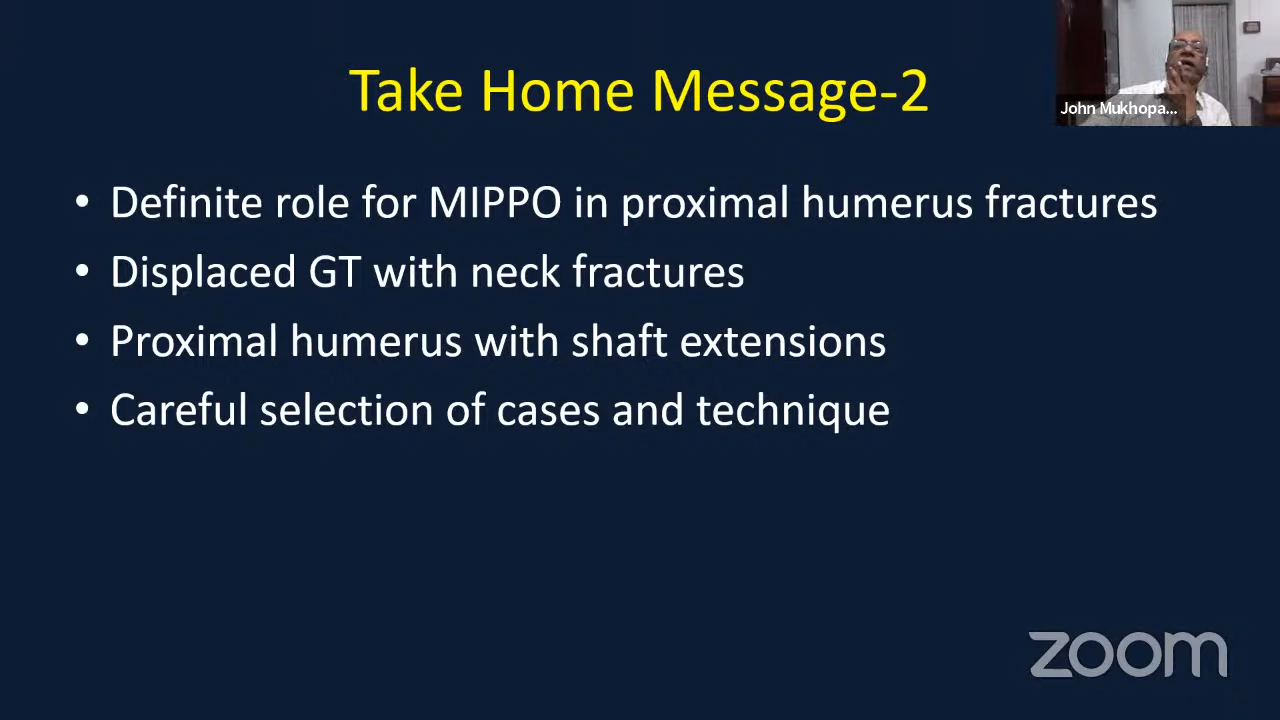 Take Home Message-2
John Mukhopa...
• Definite role for MIPPO in proximal humerus fractures
• Displaced GT with neck fractures
• Proximal humerus with shaft extensions
• Careful selection of cases and technique
zoom